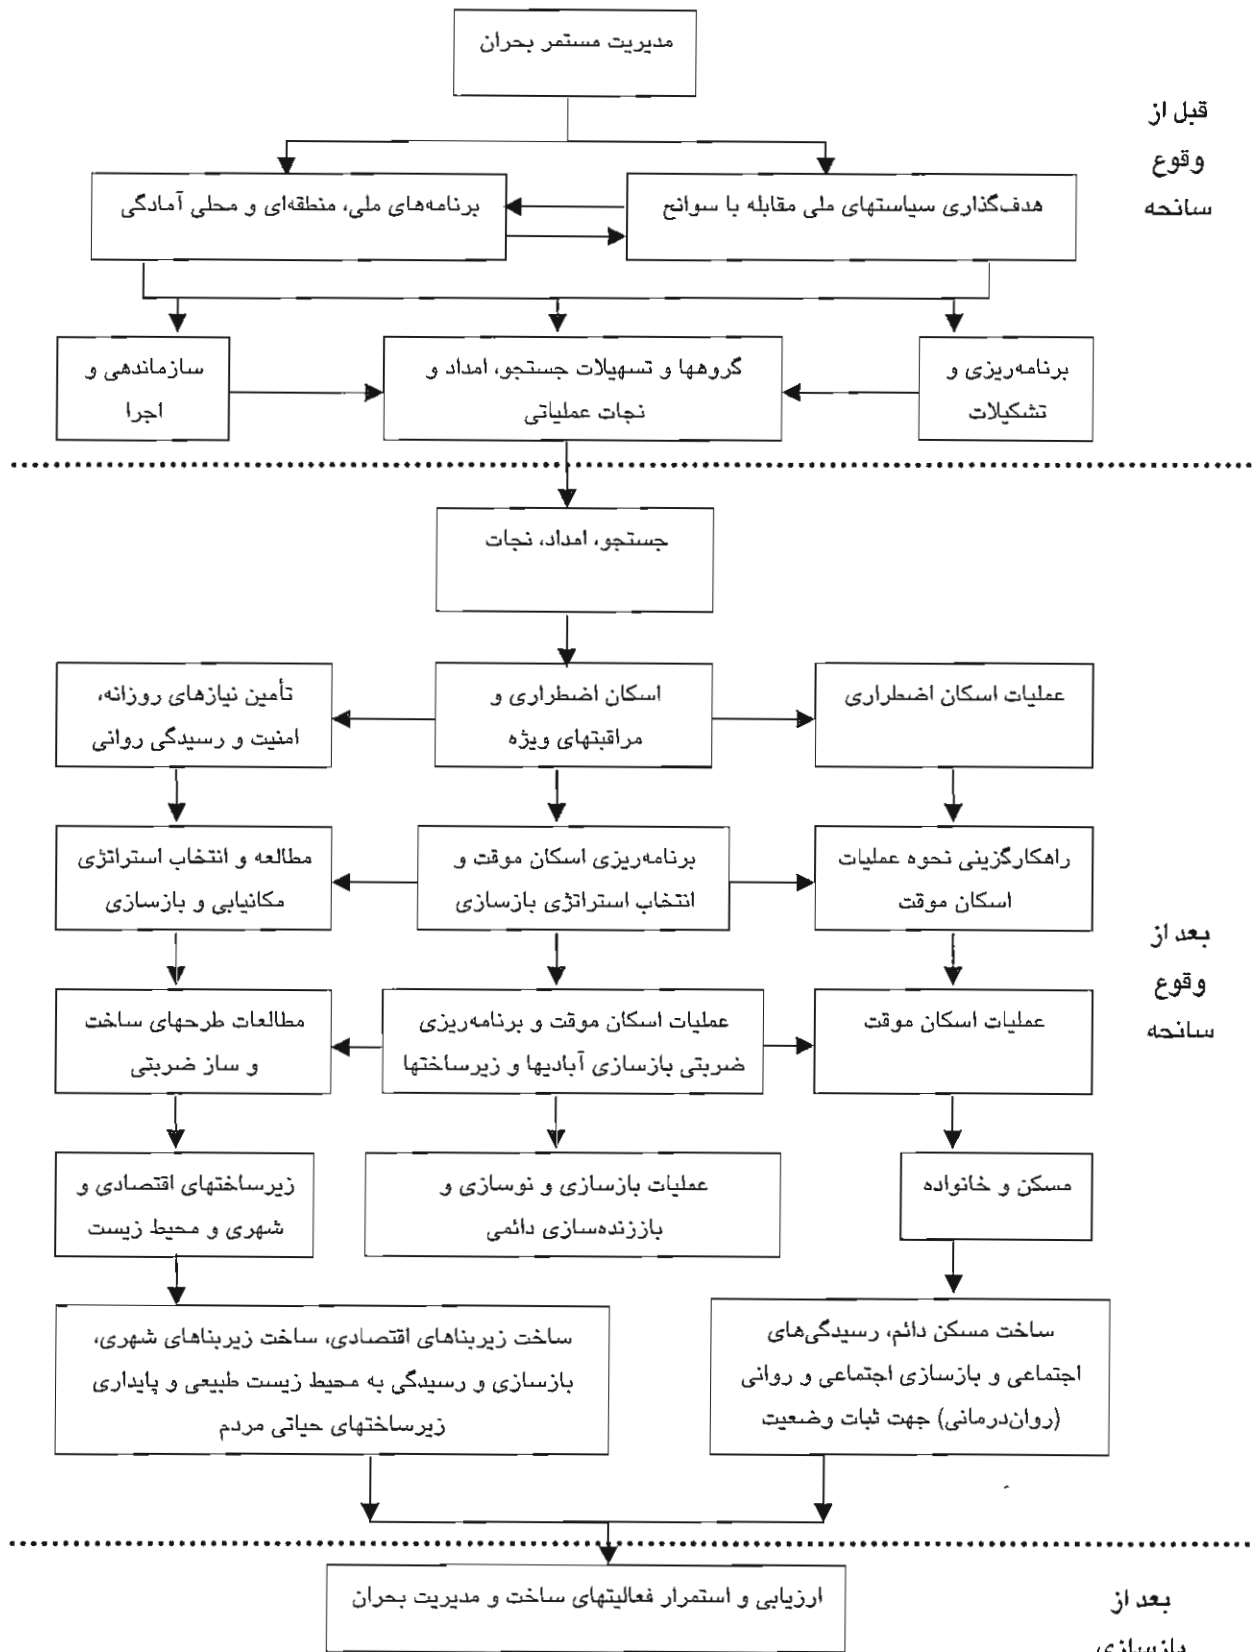 مدیریت مستمر بحران
قبل از
وقوع
سانحه
هدف‌گذاری سیاستهای ملی مقابله با سوانح
برنامه‌های ملی، منطقه‌ای و محلی آمادگی
برنامه‌ریزی و
تشکیلات
گروهها و تسهیلات جستجو، امداد و
نجات عملیاتی
سازماندهی و
اجرا
جستجو، امداد، نجات
عملیات اسکان اضطراری
اسکان اضطراری و
مراقبتهای ویژه
تأمین نیازهای روزانه،
امنیت و رسیدگی روانی
راهکارگزینی نحوه عملیات
اسکان موقت
برنامه‌ریزی اسکان موقت و
انتخاب استراتژی بازسازی
مطالعه و انتخاب استراتژی
مکانیابی و بازسازی
بعد از
وقوع
سانحه
عملیات اسکان موقت
عملیات اسکان موقت و برنامه‌ریزی
ضربتی بازسازی آبادیها و زیرساختها
مطالعات طرحهای ساخت
و ساز ضربتی
مسکن و خانواده
عملیات بازسازی و نوسازی و
باززنده‌سازی دائمی
زیرساختهای اقتصادی و
شهری و محیط زیست
ساخت مسکن دائم، رسیدگی‌های
اجتماعی و بازسازی اجتماعی و روانی
(روان‌درمانی) جهت ثبات وضعیت
ساخت زیربناهای اقتصادی، ساخت زیربناهای شهری،
بازسازی و رسیدگی به محیط زیست طبیعی و پایداری
زیرساختهای حیاتی مردم
ارزیابی و استمرار فعالیتهای ساخت و مدیریت بحران
بعد از
بازسازی